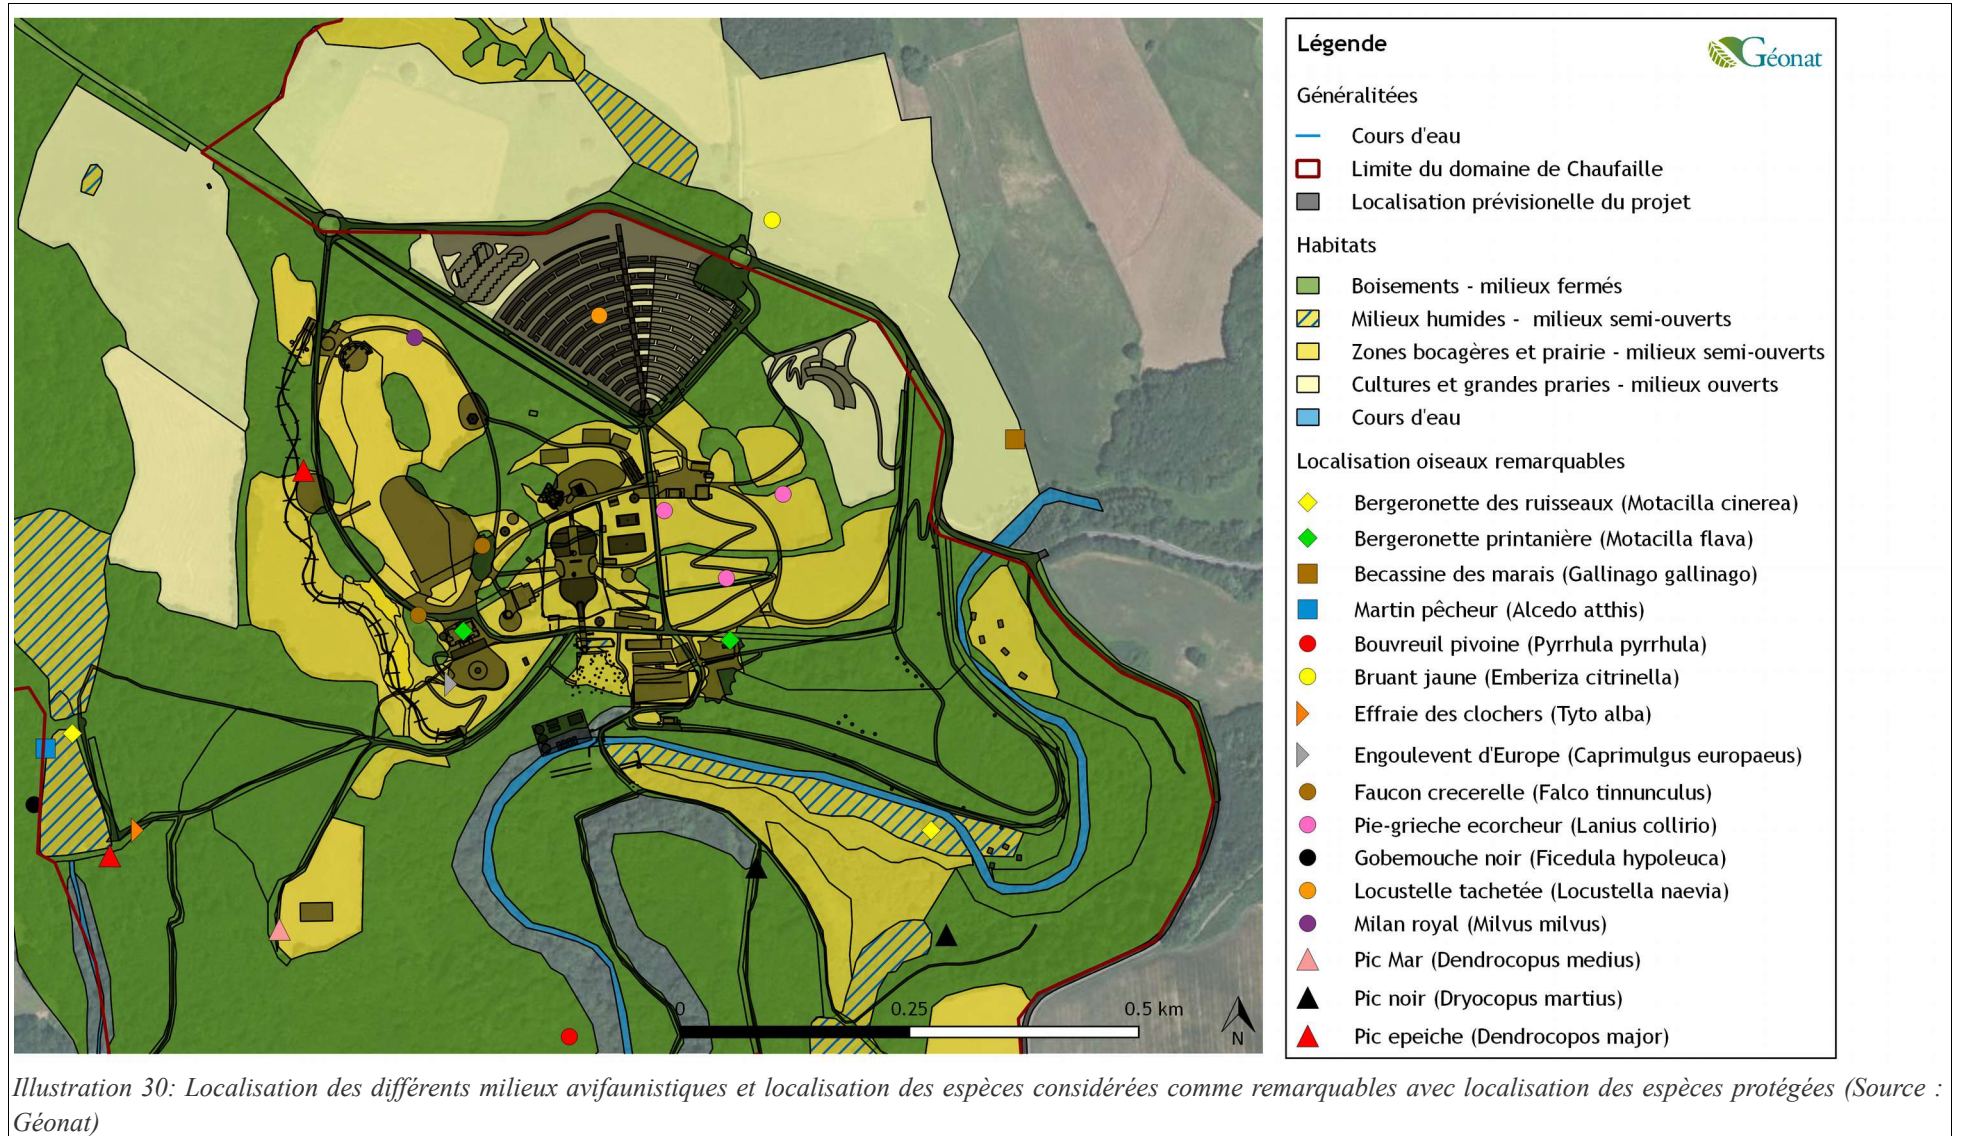 Légende
Géonat
Généralitées
Cours d'eau
Limite du domaine de Chaufaille
Localisation prévisionelle du projet
Habitats
Boisements - milieux fermés
Milieux humides - milieux semi-ouverts
Zones bocagères et prairie - milieux semi-ouverts
Cultures et grandes praries - milieux ouverts
Cours d'eau
Localisation oiseaux remarquables
Bergeronette des ruisseaux (Motacilla cinerea)
Bergeronette printanière (Motacilla flava)
Becassine des marais (Gallinago gallinago)
Martin pêcheur (Alcedo atthis)
Bouvreuil pivoine (Pyrrhula pyrrhula)
Bruant jaune (Emberiza citrinella)
Effraie des clochers (Tyto alba)
Engoulevent d'Europe (Caprimulgus europaeus)
Faucon crecerelle (Falco tinnunculus)
Pie-grieche ecorcheur (Lanius collirio)
Gobemouche noir (Ficedula hypoleuca)
Locustelle tachetée (Locustella naevia)
Milan royal (Milvus milvus)
Pic Mar (Dendrocopus medius)
Pic noir (Dryocopus martius)
Pic epeiche (Dendrocopos major)
0 0.25 0.5 km
N
Illustration 30: Localisation des différents milieux avifaunistiques et localisation des espèces considérées comme remarquables avec localisation des espèces protégées (Source :
Géonat)